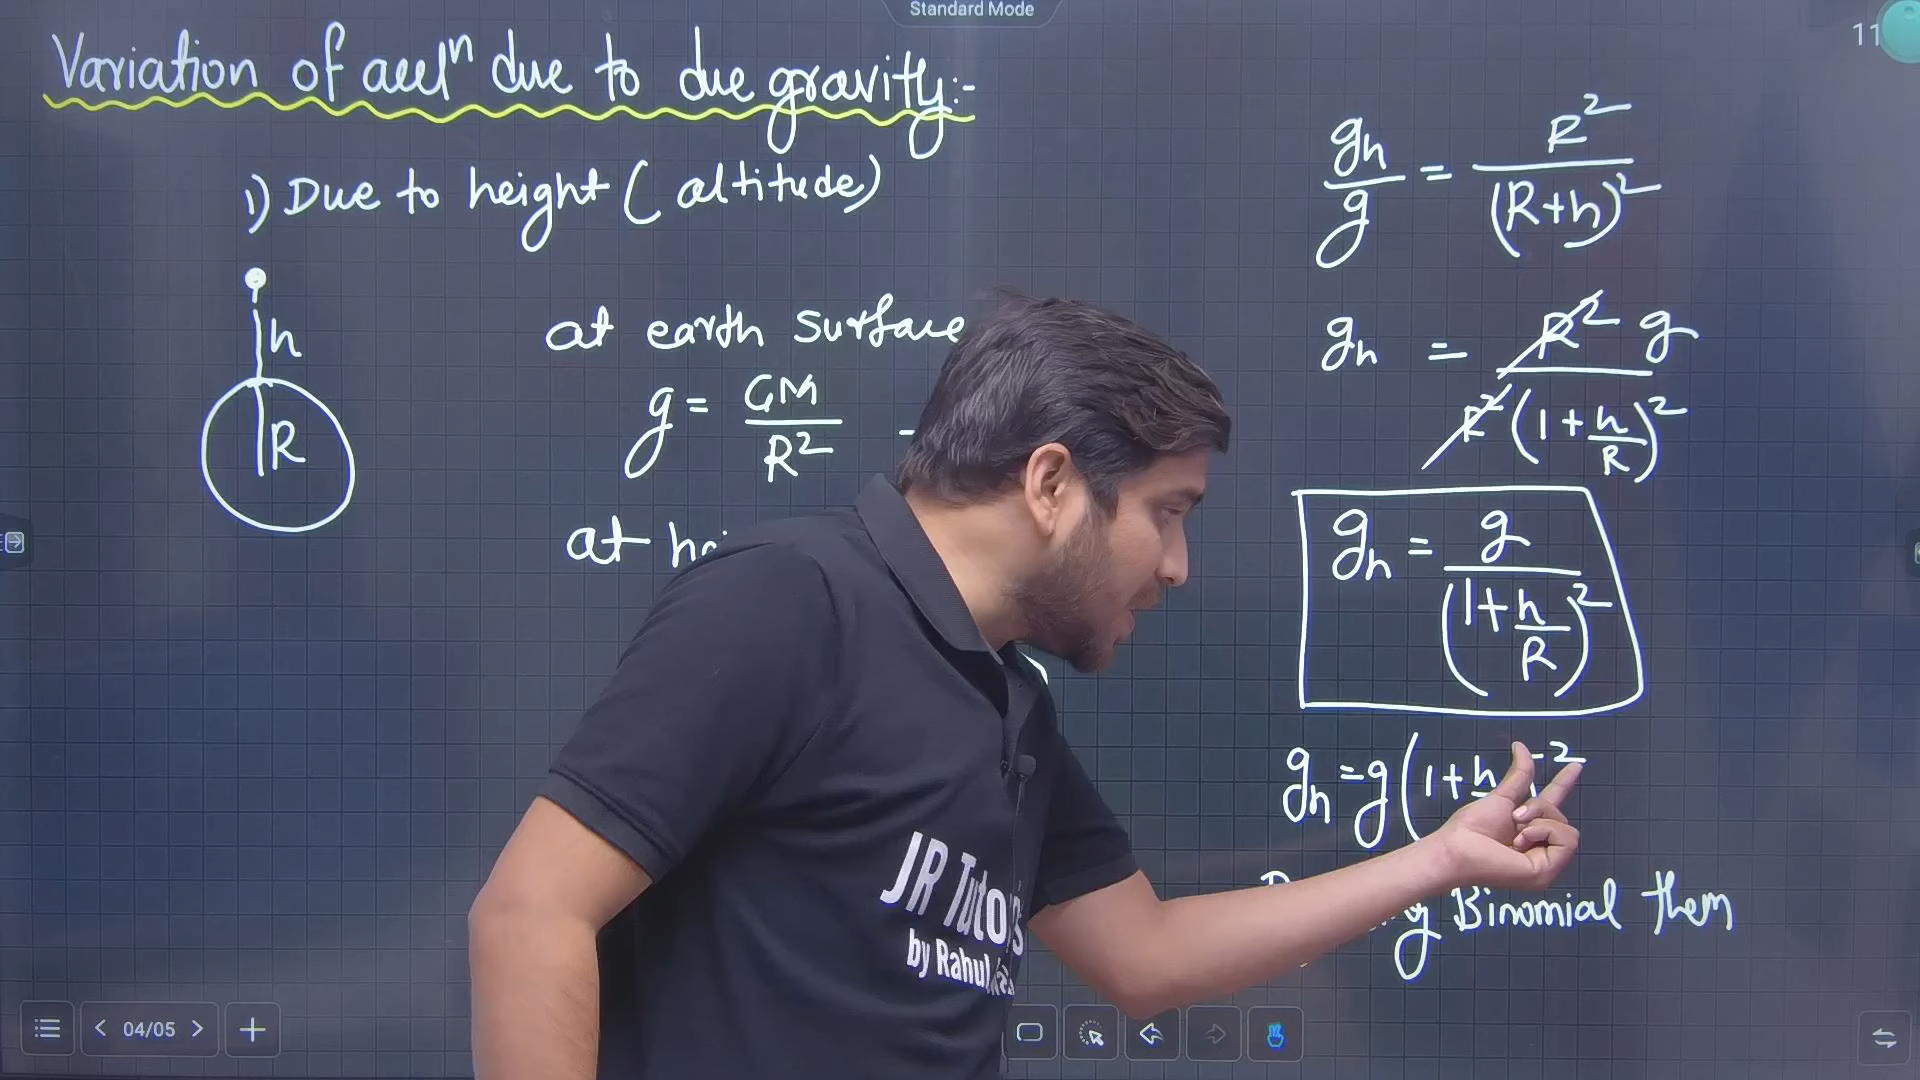 Standard Mode
11
Variation of accelⁿ due to due gravity:-
1) Due to height ( altitude)
h
R
at earth surface
g = GM / R²
at
gh / g = R² / (R+h)²
gh = R² g / R² (1 + h/R)²
gh = g / (1 + h/R)²
gh = g (1 + h
Binomial them
JR Tutors
by Rahul
04/05